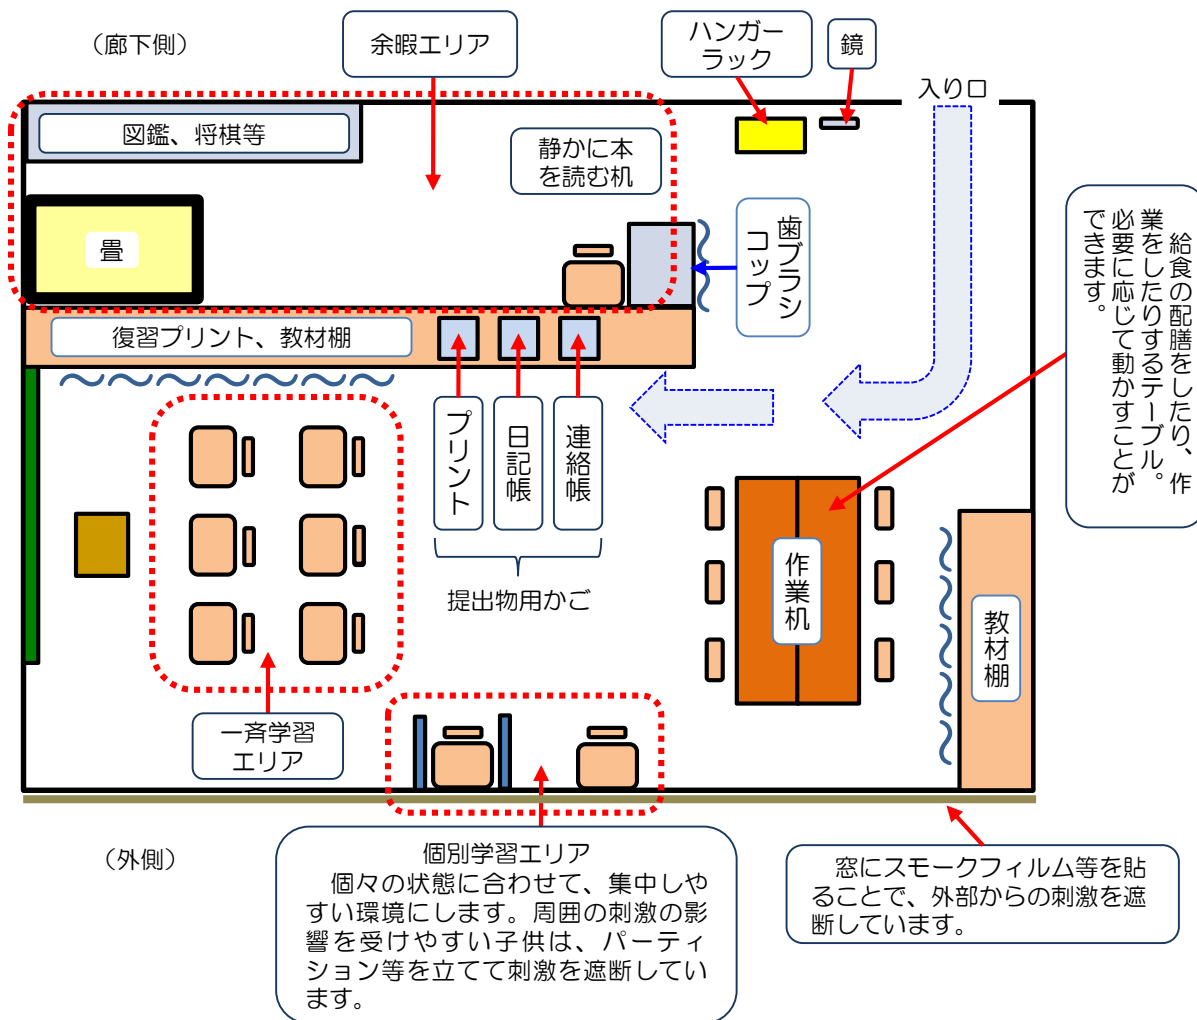 （廊下側）
余暇エリア
ハンガー
ラック
鏡
入り口
図鑑、将棋等
静かに本
を読む机
畳
歯ブラシ
コップ
給食の配膳をしたり、作
業をしたりするテーブル。
必要に応じて動かすことが
できます。
復習プリント、教材棚
プリント
日記帳
連絡帳
提出物用かご
作業机
教材棚
一斉学習
エリア
（外側）
個別学習エリア
個々の状態に合わせて、集中しや
すい環境にします。周囲の刺激の影
響を受けやすい子供は、パーティ
ション等を立てて刺激を遮断してい
ます。
窓にスモークフィルム等を貼
ることで、外部からの刺激を遮
断しています。